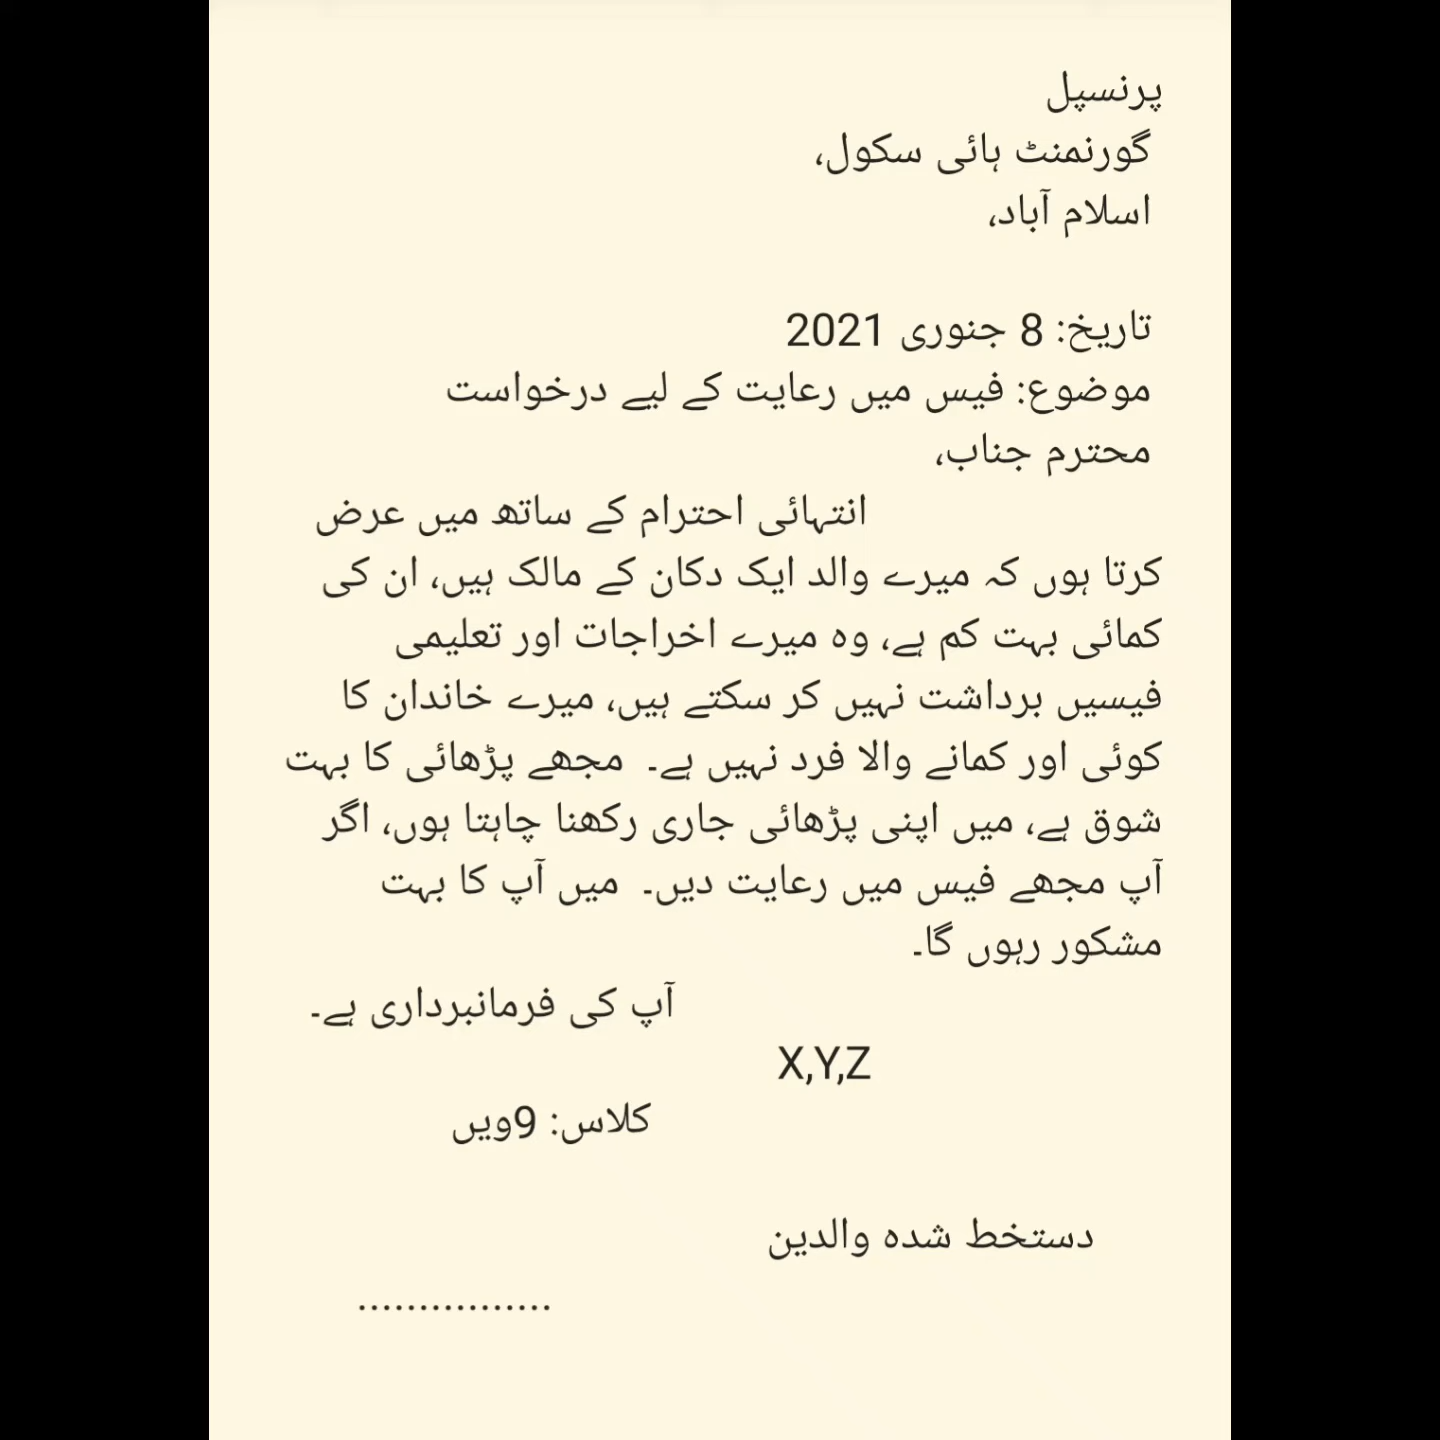 پرنسپل
گورنمنٹ ہائی سکول،
اسلام آباد،
تاریخ: 8 جنوری 2021
موضوع: فیس میں رعایت کے لیے درخواست
محترم جناب،
انتہائی احترام کے ساتھ میں عرض
کرتا ہوں کہ میرے والد ایک دکان کے مالک ہیں، ان کی
کمائی بہت کم ہے، وہ میرے اخراجات اور تعلیمی
فیسیں برداشت نہیں کر سکتے ہیں، میرے خاندان کا
کوئی اور کمانے والا فرد نہیں ہے۔ مجھے پڑھائی کا بہت
شوق ہے، میں اپنی پڑھائی جاری رکھنا چاہتا ہوں، اگر
آپ مجھے فیس میں رعایت دیں۔ میں آپ کا بہت
مشکور رہوں گا۔
آپ کی فرمانبرداری ہے۔
X,Y,Z
کلاس: 9ویں
دستخط شدہ والدین
................